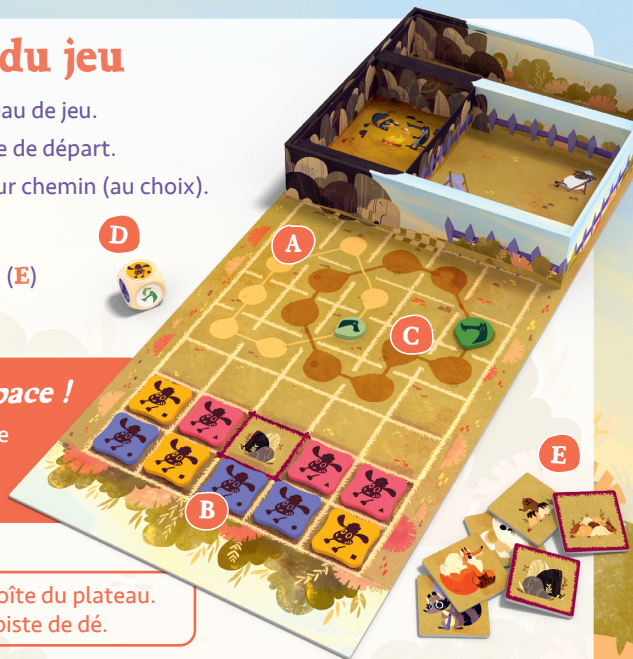 du jeu
au de jeu.
e de départ.
ur chemin (au choix).
D
A
(E)
C
pace !
e
E
B
oîte du plateau.
piste de dé.